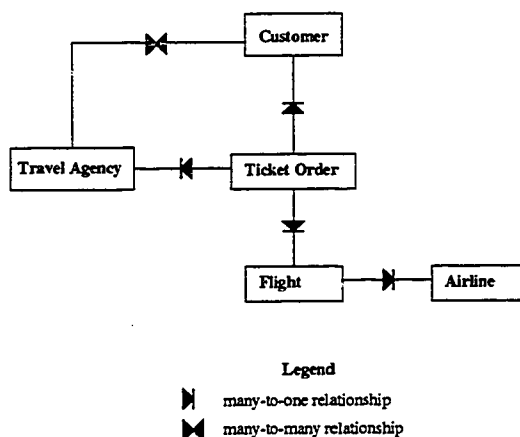 Customer
Travel Agency
Ticket Order
Flight
Airline
Legend
many-to-one relationship
many-to-many relationship